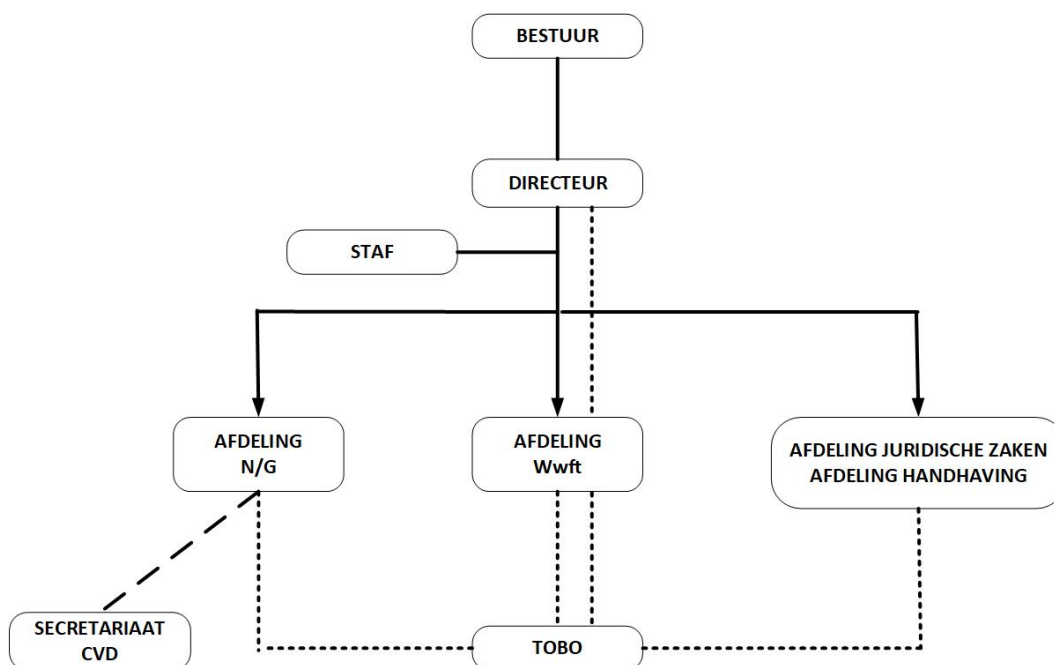 BESTUUR
DIRECTEUR
STAF
AFDELING
N/G
AFDELING
Wwft
AFDELING JURIDISCHE ZAKEN
AFDELING HANDHAVING
SECRETARIAAT
CVD
TOBO